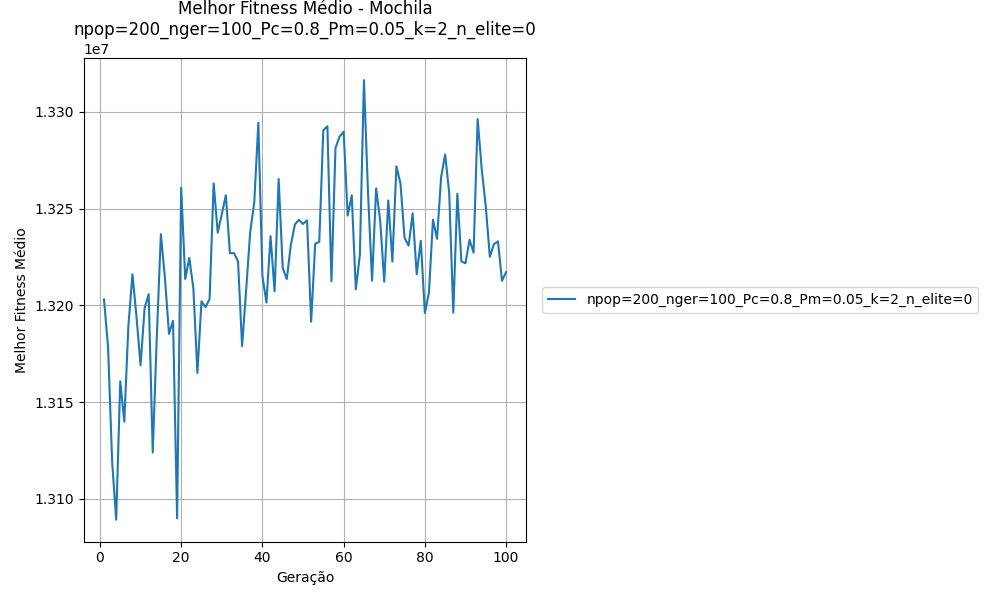 Melhor Fitness Médio - Mochila
npop=200_nger=100_Pc=0.8_Pm=0.05_k=2_n_elite=0
1e7
1.330
1.325
1.320
1.315
1.310
Melhor Fitness Médio
0 20 40 60 80 100
Geração
npop=200_nger=100_Pc=0.8_Pm=0.05_k=2_n_elite=0